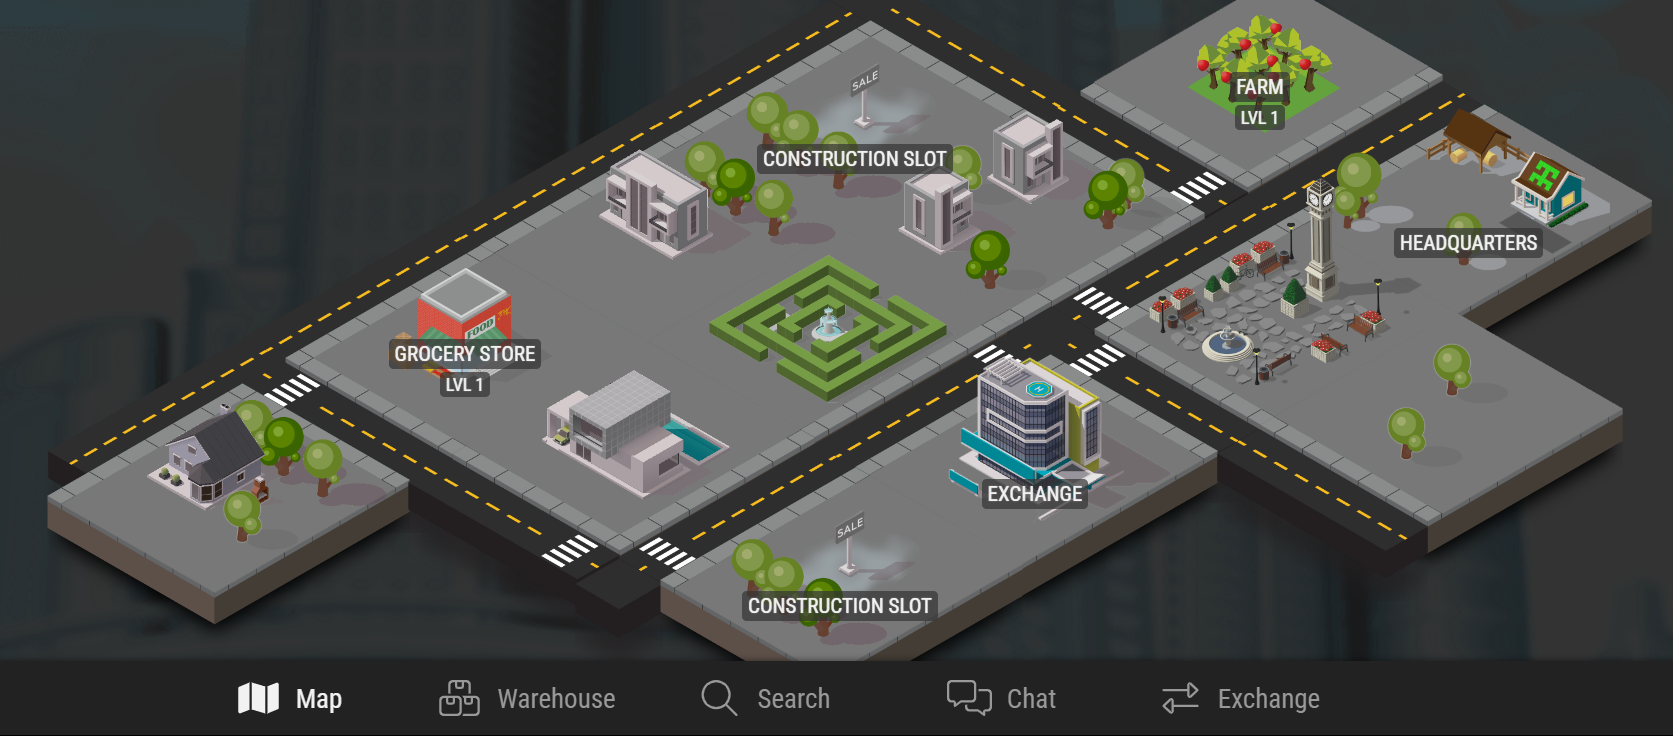 SALE
CONSTRUCTION SLOT
FARM
LVL 1
HEADQUARTERS
FOOD
GROCERY STORE
LVL 1
H
EXCHANGE
SALE
CONSTRUCTION SLOT
Map
Warehouse
Search
Chat
Exchange